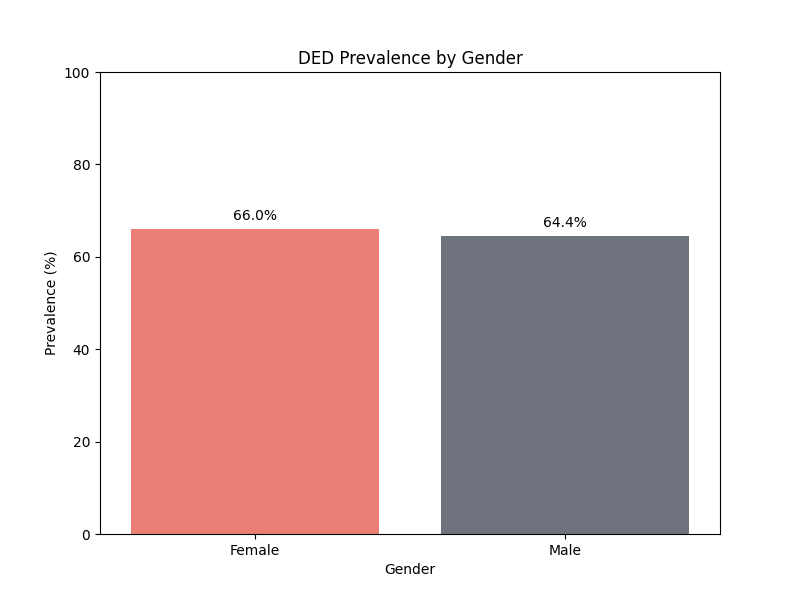 DED Prevalence by Gender
100
80
60
40
20
0
Prevalence (%)
66.0%
64.4%
Female
Male
Gender